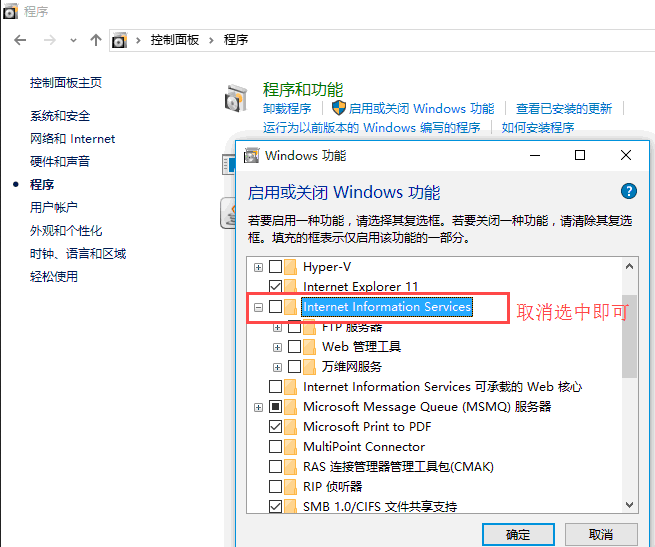 程序
控制面板 > 程序
控制面板主页
系统和安全
网络和 Internet
硬件和声音
程序
用户帐户
外观和个性化
时钟、语言和区域
轻松使用
程序和功能
卸载程序 启用或关闭 Windows 功能 查看已安装的更新
运行为以前版本的 Windows 编写的程序 如何安装程序
Windows 功能
启用或关闭 Windows 功能
若要启用一种功能，请选择其复选框。若要关闭一种功能，请清除其复选
框。填充的框表示仅启用该功能的一部分。
Hyper-V
Internet Explorer 11
Internet Information Services
取消选中即可
FTP 服务器
Web 管理工具
万维网服务
Internet Information Services 可承载的 Web 核心
Microsoft Message Queue (MSMQ) 服务器
Microsoft Print to PDF
MultiPoint Connector
RAS 连接管理器管理工具包(CMAK)
RIP 侦听器
SMB 1.0/CIFS 文件共享支持
确定 取消